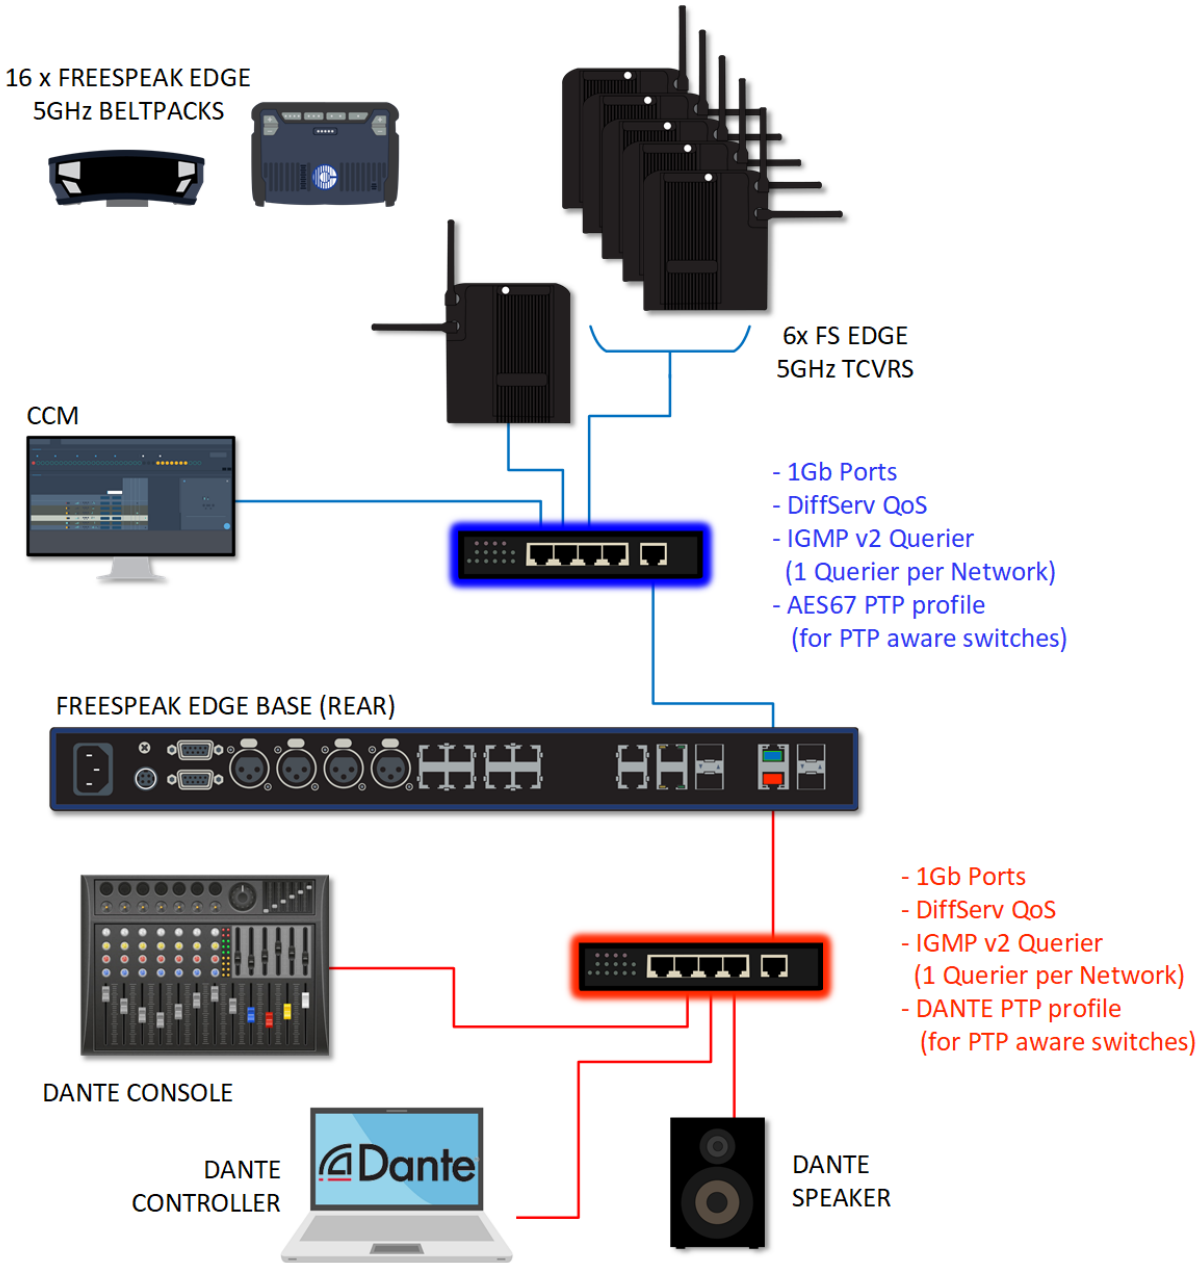 16 x FREESPEAK EDGE
5GHz BELTPACKS
6x FS EDGE
5GHz TCVRS
CCM
- 1Gb Ports
- DiffServ QoS
- IGMP v2 Querier
(1 Querier per Network)
- AES67 PTP profile
(for PTP aware switches)
FREESPEAK EDGE BASE (REAR)
- 1Gb Ports
- DiffServ QoS
- IGMP v2 Querier
(1 Querier per Network)
- DANTE PTP profile
(for PTP aware switches)
DANTE CONSOLE
Dante
DANTE
CONTROLLER
DANTE
SPEAKER